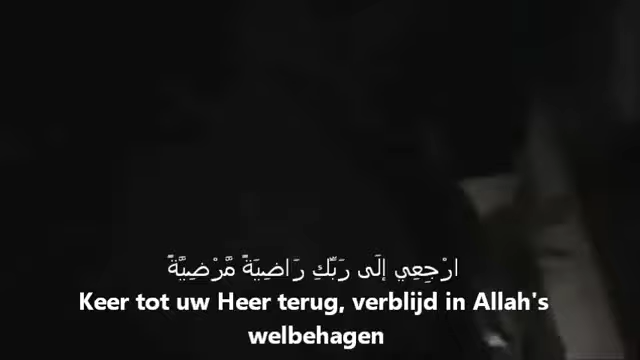 ارْجِعِي إِلَى رَبِّكِ رَاضِيَةً مَّرْضِيَّةً
Keer tot uw Heer terug, verblijd in Allah's
welbehagen